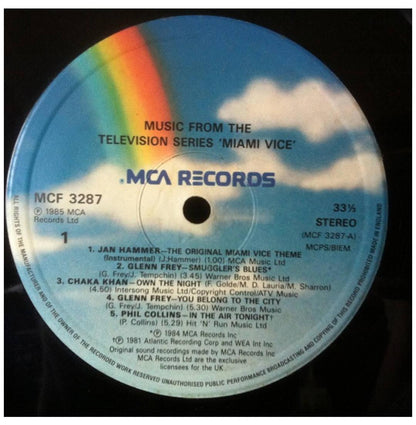 MUSIC FROM THE
TELEVISION SERIES 'MIAMI VICE'
MCA RECORDS
MCF 3287
℗ 1985 MCA
Records Ltd
1
33⅓
STEREO
(MCF 3287-A)
MCPS/BIEM
1. JAN HAMMER—THE ORIGINAL MIAMI VICE THEME
(Instrumental) (J.Hammer) (1.00) MCA Music Ltd
2. GLENN FREY—SMUGGLER'S BLUES*
(G. Frey/J. Tempchin) (3.45) Warner Bros Music Ltd
3. CHAKA KHAN—OWN THE NIGHT (F. Golde/D. Lauria/M. Sharron)
(4.50) Intersong Music Ltd/Copyright Control/ATV Music
4. GLENN FREY—YOU BELONG TO THE CITY
(G. Frey/J. Tempchin) (5.30) Warner Bros Music
5. PHIL COLLINS—IN THE AIR TONIGHT†
(P. Collins) (5.29) Hit 'N' Run Music Ltd
*℗ 1984 MCA Records Inc
†℗ 1981 Atlantic Recording Corp and WEA Int Inc
Original sound recordings made by MCA Records Inc
MCA Records Ltd are the exclusive
licensees for the UK.
ALL RIGHTS OF THE MANUFACTURER AND OF THE OWNER OF THE RECORDED WORK RESERVED UNAUTHORISED PUBLIC PERFORMANCE BROADCASTING AND COPYING OF THIS RECORD PROHIBITED MADE IN ENGLAND